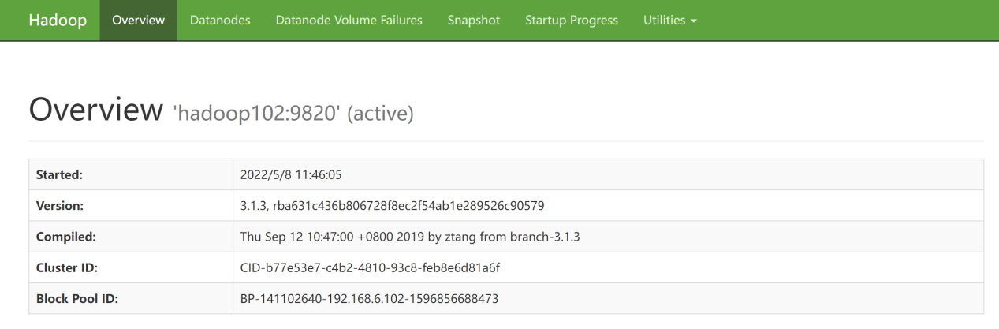 Hadoop Overview Datanodes Datanode Volume Failures Snapshot Startup Progress Utilities
Overview 'hadoop102:9820' (active)
Started: 2022/5/8 11:46:05
Version: 3.1.3, rba631c436b806728f8ec2f54ab1e289526c90579
Compiled: Thu Sep 12 10:47:00 +0800 2019 by ztang from branch-3.1.3
Cluster ID: CID-b77e53e7-c4b2-4810-93c8-feb8e6d81a6f
Block Pool ID: BP-141102640-192.168.6.102-1596856688473